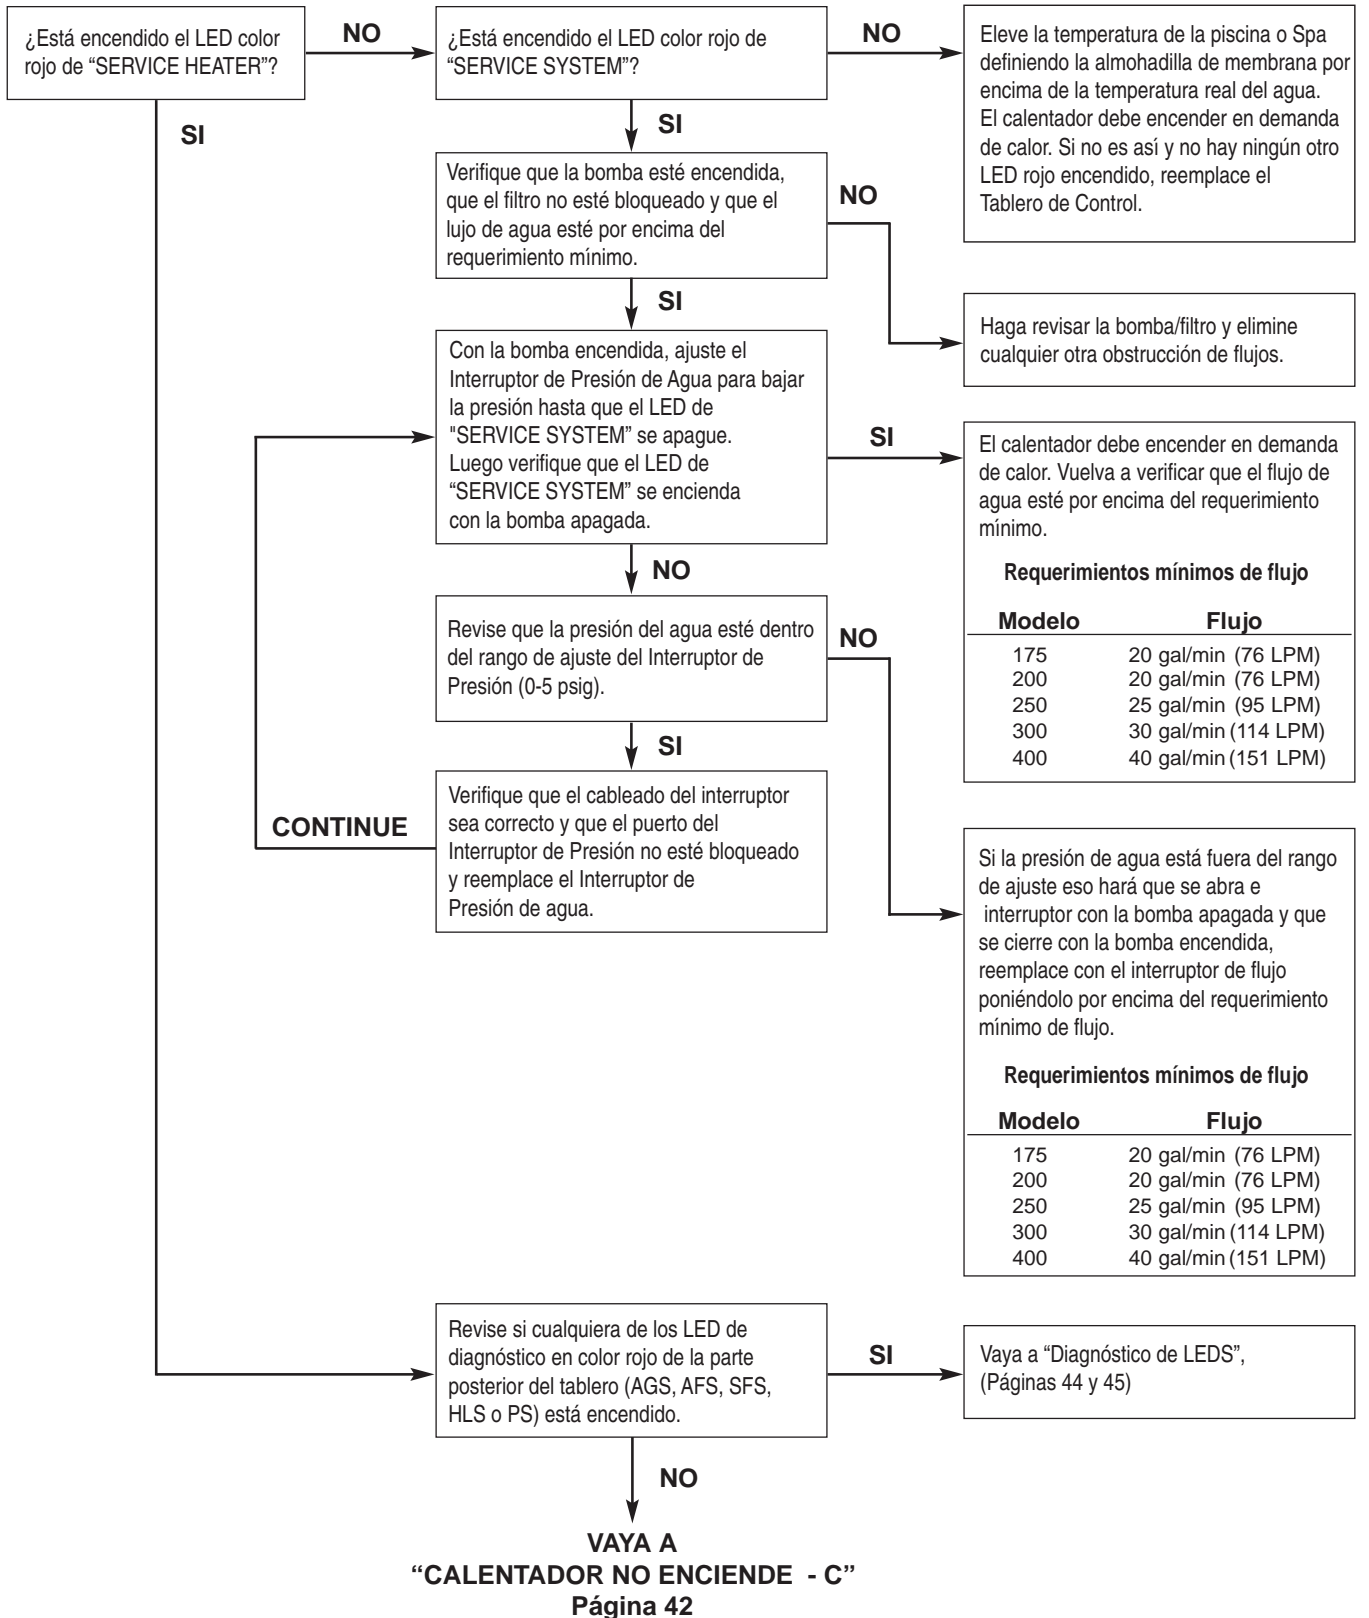 ¿Está encendido el LED color
rojo de “SERVICE HEATER”?
NO
¿Está encendido el LED color rojo de
“SERVICE SYSTEM”?
NO
Eleve la temperatura de la piscina o Spa
definiendo la almohadilla de membrana por
encima de la temperatura real del agua.
El calentador debe encender en demanda
de calor. Si no es así y no hay ningún otro
LED rojo encendido, reemplace el
Tablero de Control.
SI
SI
Verifique que la bomba esté encendida,
que el filtro no esté bloqueado y que el
lujo de agua esté por encima del
requerimiento mínimo.
NO
Haga revisar la bomba/filtro y elimine
cualquier otra obstrucción de flujos.
SI
Con la bomba encendida, ajuste el
Interruptor de Presión de Agua para bajar
la presión hasta que el LED de
"SERVICE SYSTEM” se apague.
Luego verifique que el LED de
“SERVICE SYSTEM” se encienda
con la bomba apagada.
SI
El calentador debe encender en demanda
de calor. Vuelva a verificar que el flujo de
agua esté por encima del requerimiento
mínimo.
Requerimientos mínimos de flujo
Modelo Flujo
175 20 gal/min (76 LPM)
200 20 gal/min (76 LPM)
250 25 gal/min (95 LPM)
300 30 gal/min (114 LPM)
400 40 gal/min (151 LPM)
NO
Revise que la presión del agua esté dentro
del rango de ajuste del Interruptor de
Presión (0-5 psig).
NO
SI
Verifique que el cableado del interruptor
sea correcto y que el puerto del
Interruptor de Presión no esté bloqueado
y reemplace el Interruptor de
Presión de agua.
CONTINUE
Si la presión de agua está fuera del rango
de ajuste eso hará que se abra e
interruptor con la bomba apagada y que
se cierre con la bomba encendida,
reemplace con el interruptor de flujo
poniéndolo por encima del requerimiento
mínimo de flujo.
Requerimientos mínimos de flujo
Modelo Flujo
175 20 gal/min (76 LPM)
200 20 gal/min (76 LPM)
250 25 gal/min (95 LPM)
300 30 gal/min (114 LPM)
400 40 gal/min (151 LPM)
Revise si cualquiera de los LED de
diagnóstico en color rojo de la parte
posterior del tablero (AGS, AFS, SFS,
HLS o PS) está encendido.
SI
Vaya a “Diagnóstico de LEDS”,
(Páginas 44 y 45)
NO
VAYA A
“CALENTADOR NO ENCIENDE - C”
Página 42